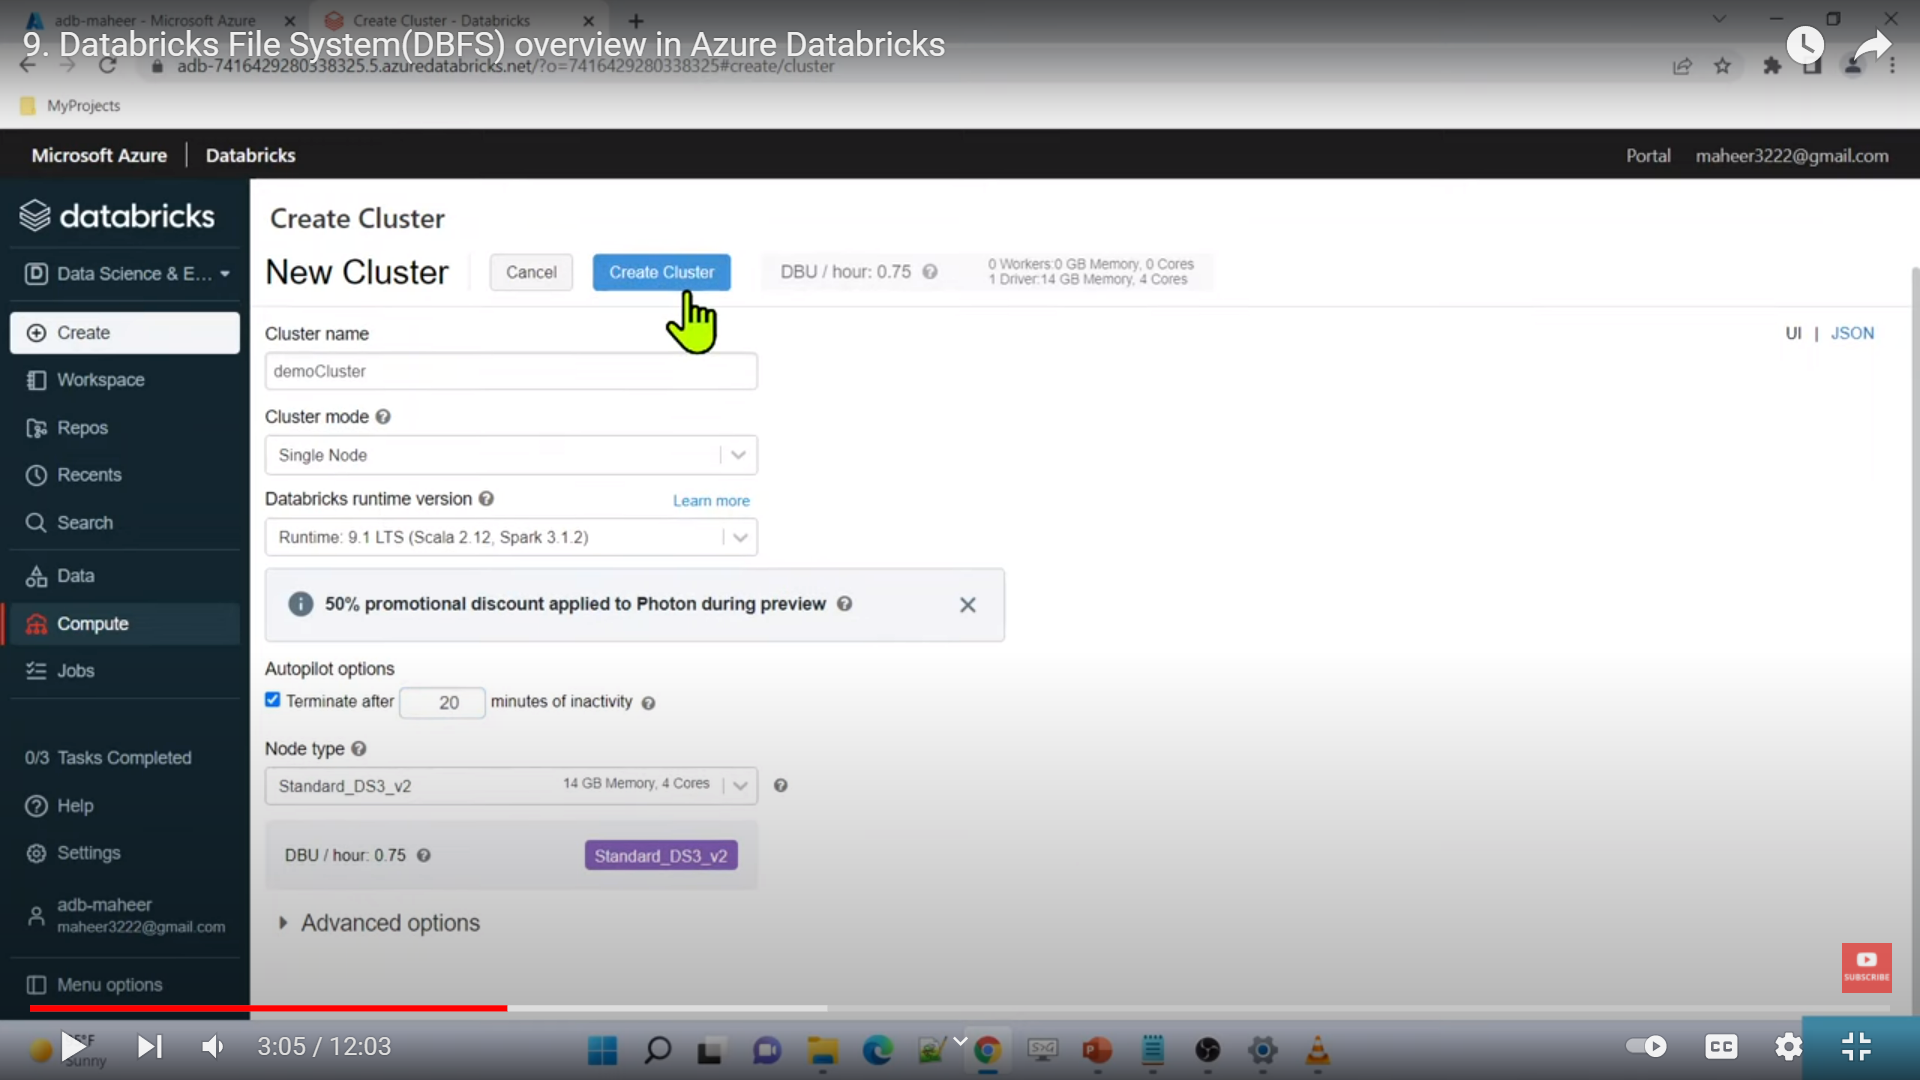 adb-maheer - Microsoft Azure
Create Cluster - Databricks
9. Databricks File System(DBFS) overview in Azure Databricks
adb-7416429280338325.5.azuredatabricks.net/?o=7416429280338325#create/cluster
MyProjects
Microsoft Azure
Databricks
Portal
maheer3222@gmail.com
databricks
Data Science & E...
Create
Workspace
Repos
Recents
Search
Data
Compute
Jobs
0/3 Tasks Completed
Help
Settings
adb-maheer
maheer3222@gmail.com
Menu options
Create Cluster
New Cluster
Cancel
Create Cluster
DBU / hour: 0.75
0 Workers:0 GB Memory, 0 Cores
1 Driver:14 GB Memory, 4 Cores
UI | JSON
Cluster name
demoCluster
Cluster mode
Single Node
Databricks runtime version
Learn more
Runtime: 9.1 LTS (Scala 2.12, Spark 3.1.2)
50% promotional discount applied to Photon during preview
Autopilot options
Terminate after 20 minutes of inactivity
Node type
Standard_DS3_v2
14 GB Memory, 4 Cores
DBU / hour: 0.75
Standard_DS3_v2
Advanced options
SUBSCRIBE
Sunny
3:05 / 12:03
CC